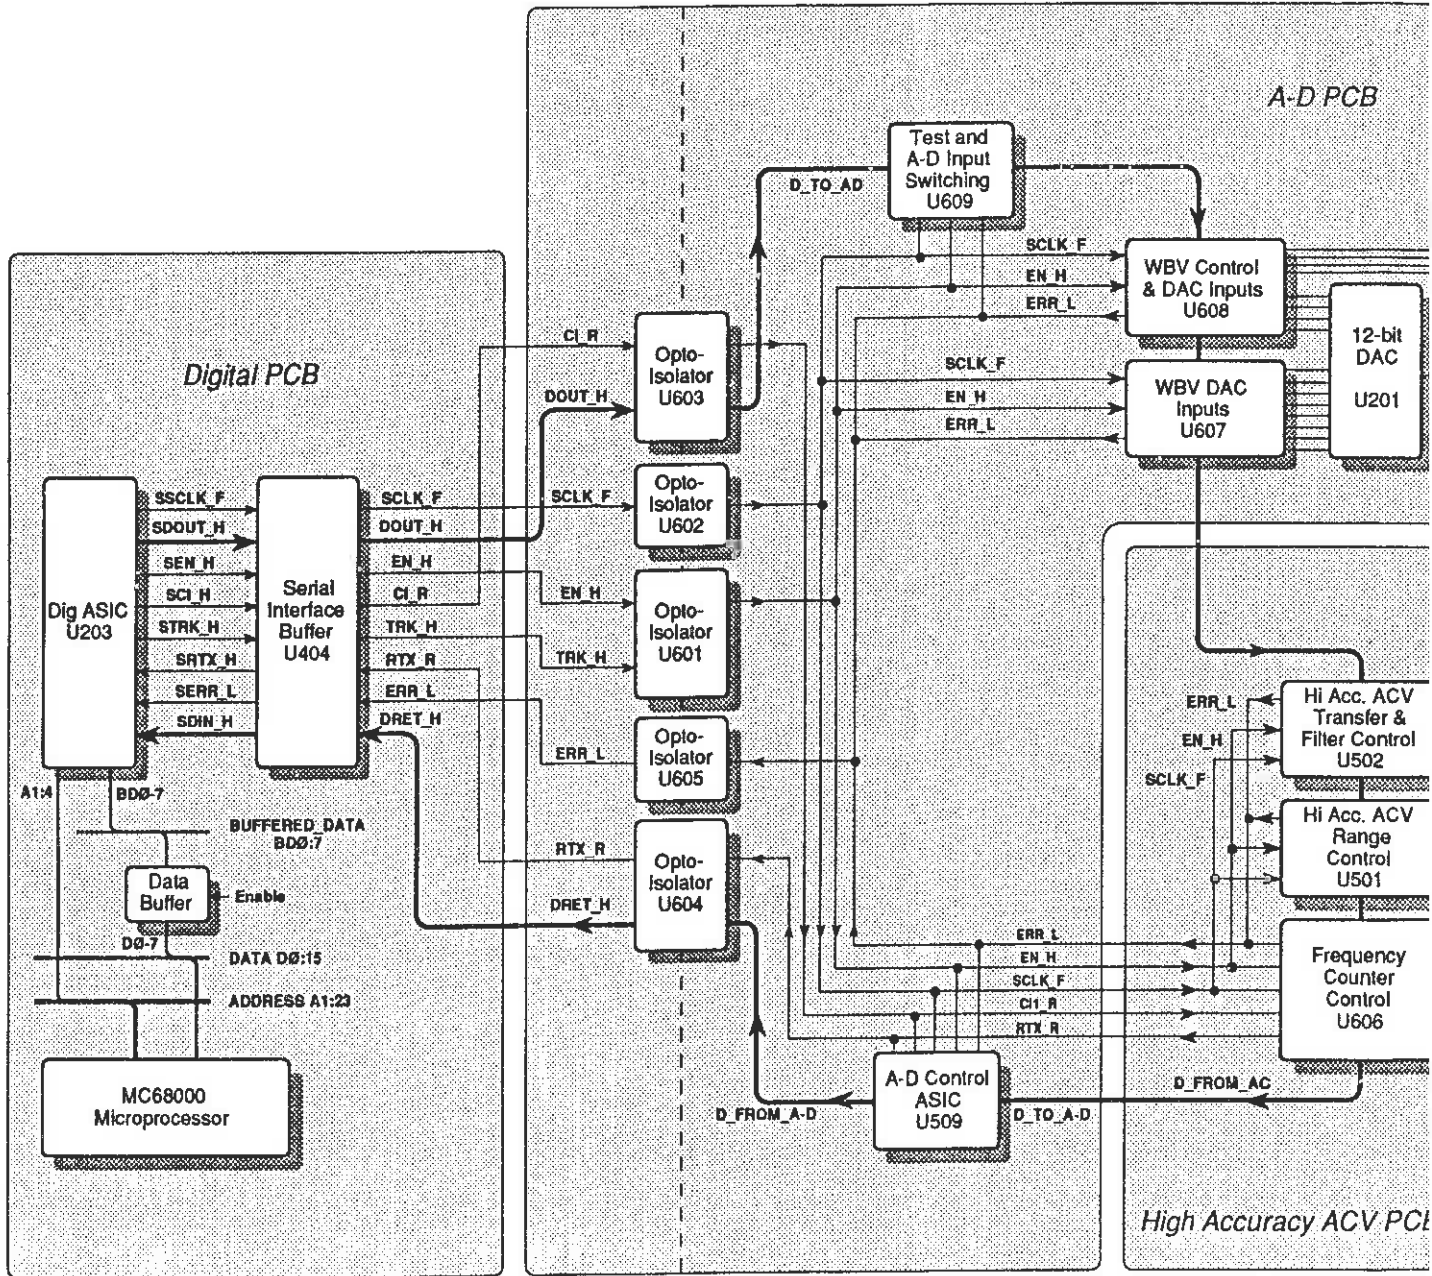 A-D PCB
Test and
A-D Input
Switching
U609
D_TO_AD
SCLK_F
EN_H
ERR_L
WBV Control
& DAC Inputs
U608
12-bit
DAC
U201
SCLK_F
EN_H
ERR_L
WBV DAC
Inputs
U607
Digital PCB
CI_R
DOUT_H
Opto-
Isolator
U603
SCLK_F
Opto-
Isolator
U602
EN_H
TRK_H
Opto-
Isolator
U601
ERR_L
Opto-
Isolator
U605
RTX_R
DRET_H
Opto-
Isolator
U604
Dig ASIC
U203
SSCLK_F
SDOUT_H
SEN_H
SCI_H
STRK_H
SRTX_H
SERR_L
SDIN_H
Serial
Interface
Buffer
U404
SCLK_F
DOUT_H
EN_H
CI_R
TRK_H
RTX_R
ERR_L
DRET_H
A1:4
BDØ-7
BUFFERED_DATA
BDØ:7
Data
Buffer
Enable
DØ-7
DATA DØ:15
ADDRESS A1:23
MC68000
Microprocessor
ERR_L
EN_H
SCLK_F
Hi Acc. ACV
Transfer &
Filter Control
U502
Hi Acc. ACV
Range
Control
U501
ERR_L
EN_H
SCLK_F
CI1_R
RTX_R
Frequency
Counter
Control
U606
A-D Control
ASIC
U509
D_FROM_A-D
D_TO_A-D
D_FROM_AC
High Accuracy ACV PCB